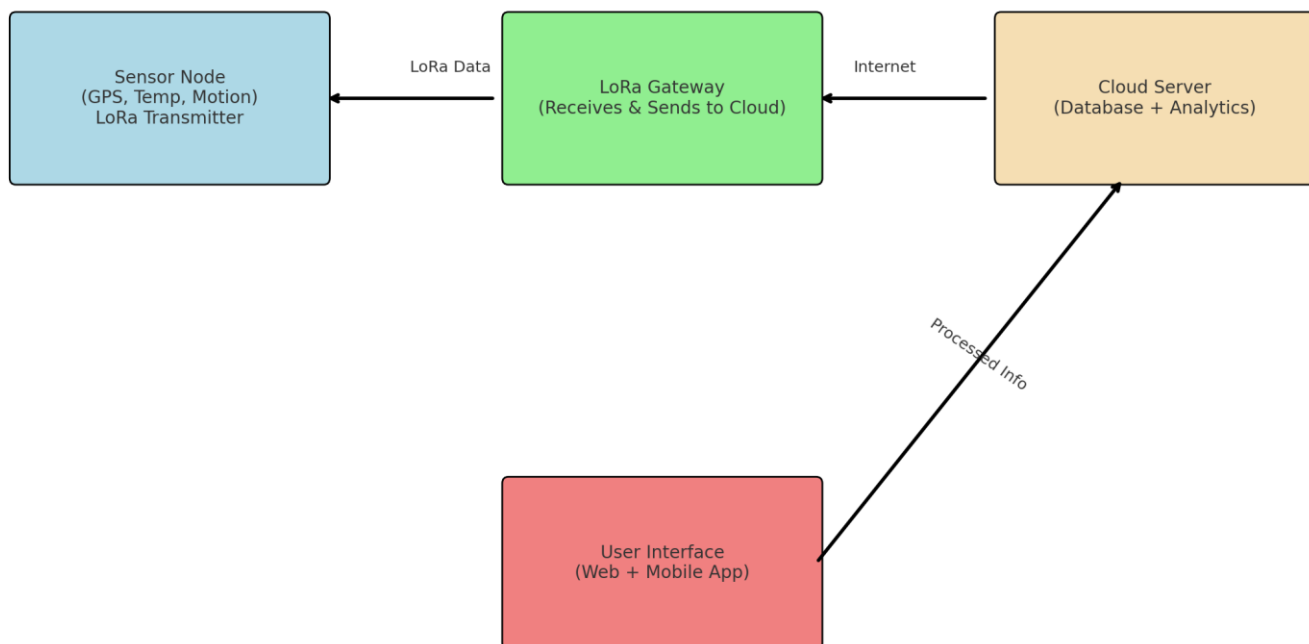 Sensor Node
(GPS, Temp, Motion)
LoRa Transmitter
LoRa Data
LoRa Gateway
(Receives & Sends to Cloud)
Internet
Cloud Server
(Database + Analytics)
Processed Info
User Interface
(Web + Mobile App)